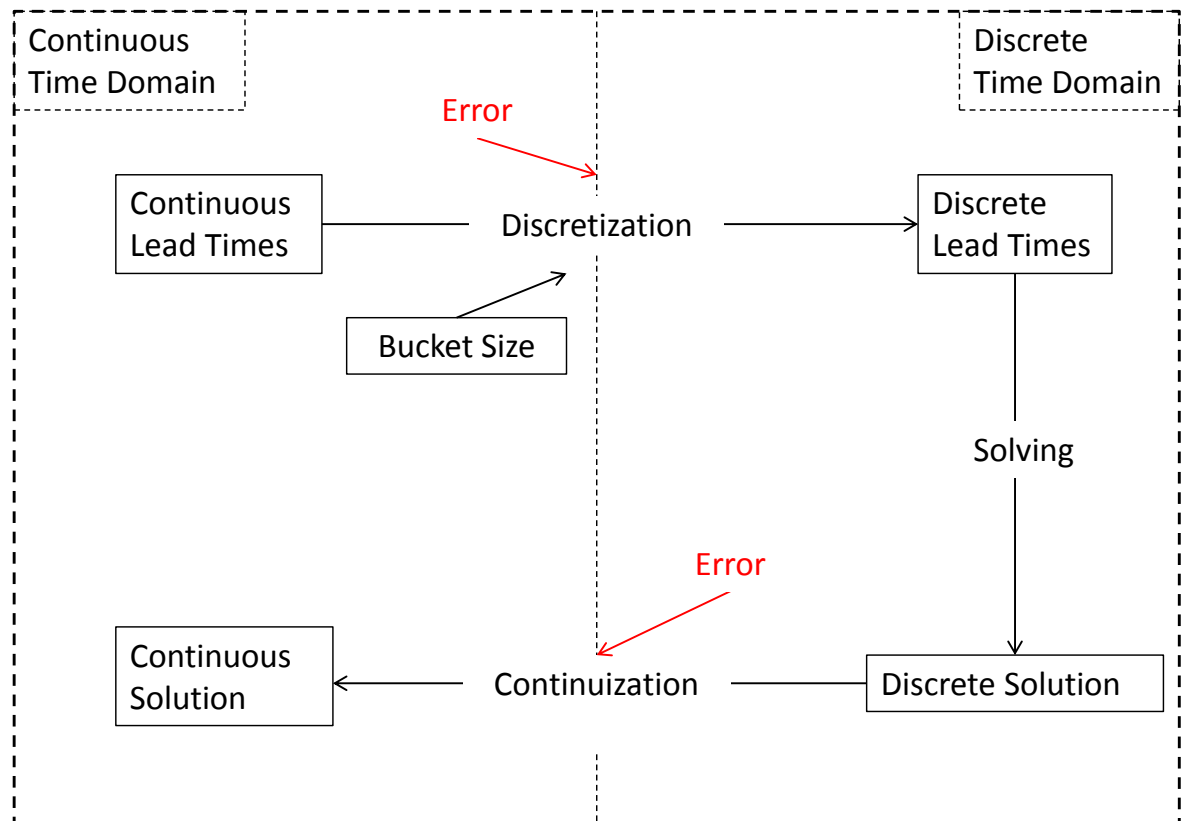 Continuous
Time Domain
Discrete
Time Domain
Error
Continuous
Lead Times
Discretization
Discrete
Lead Times
Bucket Size
Solving
Error
Continuous
Solution
Continuization
Discrete Solution